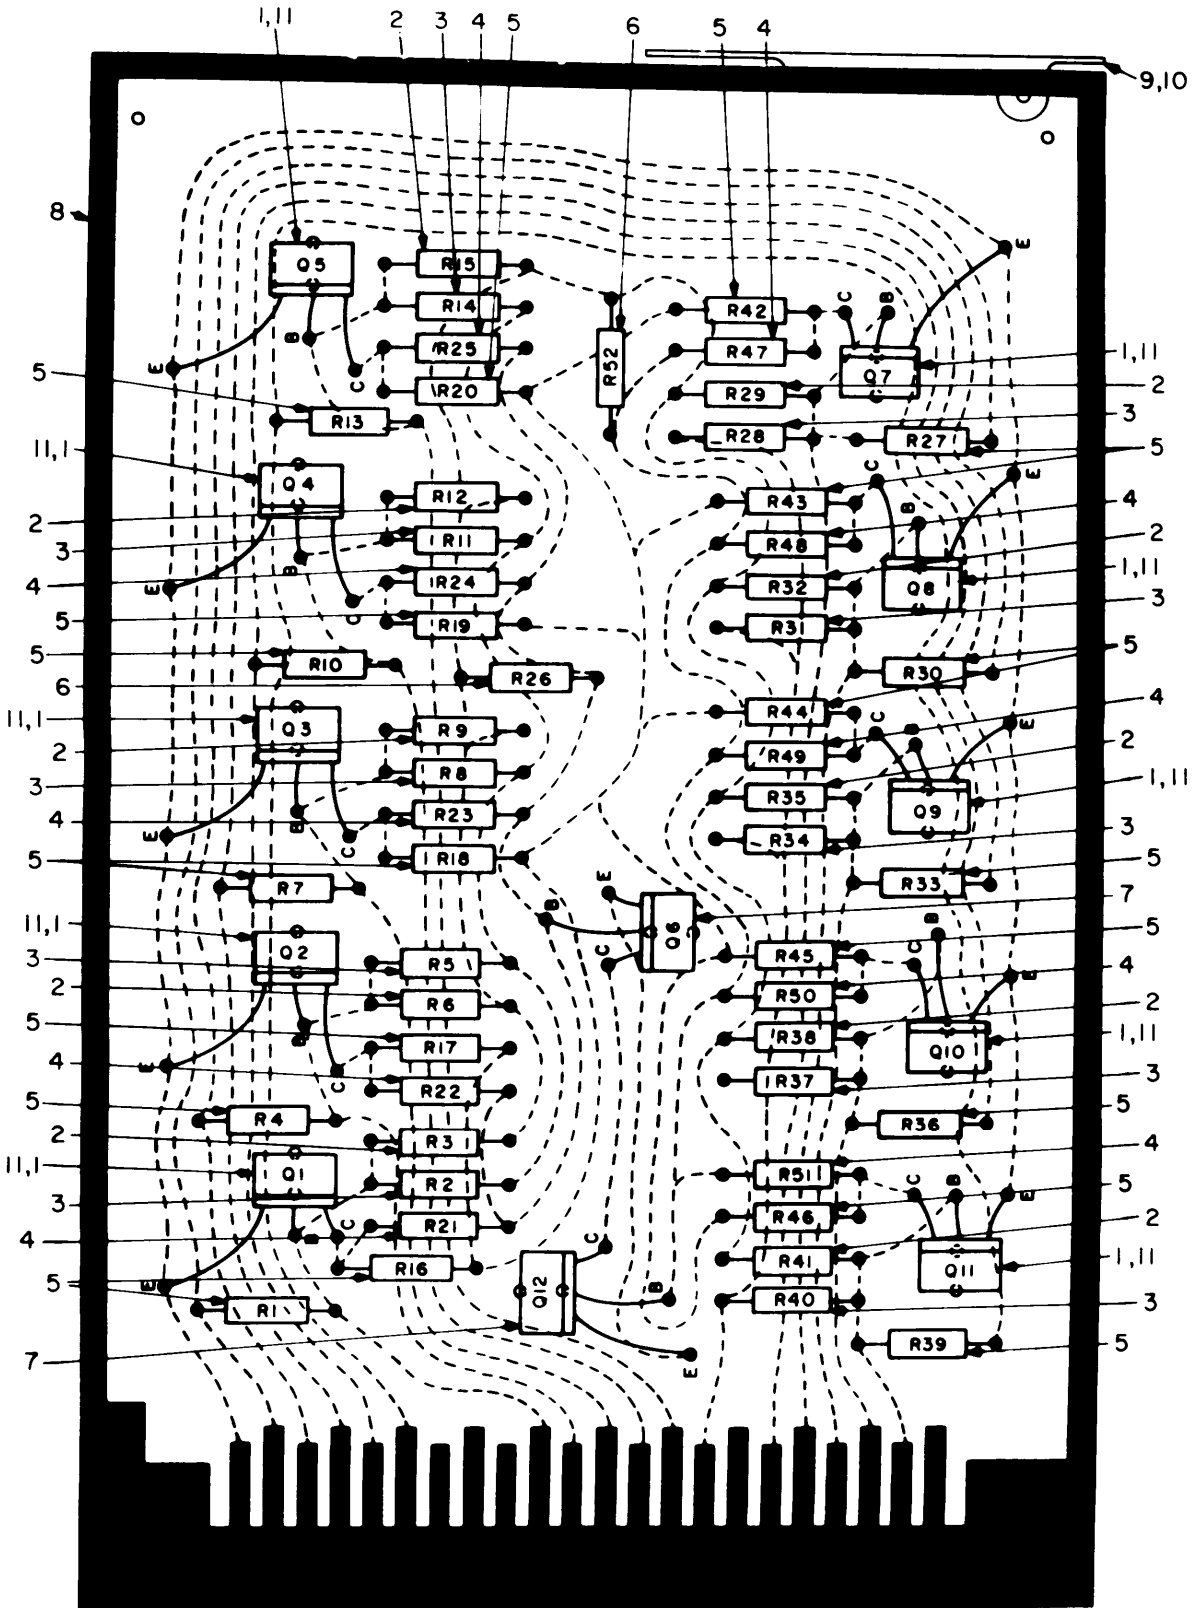 1,11 2 3 4 5 6 5 4
9,10
8
E
Q5 R15
R14 R42 C B
B R25 R52 R47 1,11
E C R20 R29 Q7 2
5 R13 R28 R27 3
11,1 5
Q4 R12 R43 C E
2 R11 R48 B 4
3 B R24 R32 Q8 2
4 E C R19 R31 1,11
5 3
5 R10 R26 R30 5
6 R44
11,1 Q3 R9 R49 C B E 4
2 R8 R35 2
3 B R23 Q9 1,11
4 E C R18 R34 3
5 R7 E R33 5
11,1 B Q6 B 7
Q2 R5 C R45 C 5
3 R6 R50 E 4
2 B R17 R38 2
5 E C R22 R37 Q10 1,11
4 3
5 R4 R3 R36 5
2 R2 R51 C B E 4
11,1 Q1 R21 R46 5
3 B C R41 2
4 E R16 C Q11 1,11
5 R1 Q12 B R40 3
7 E R39 5